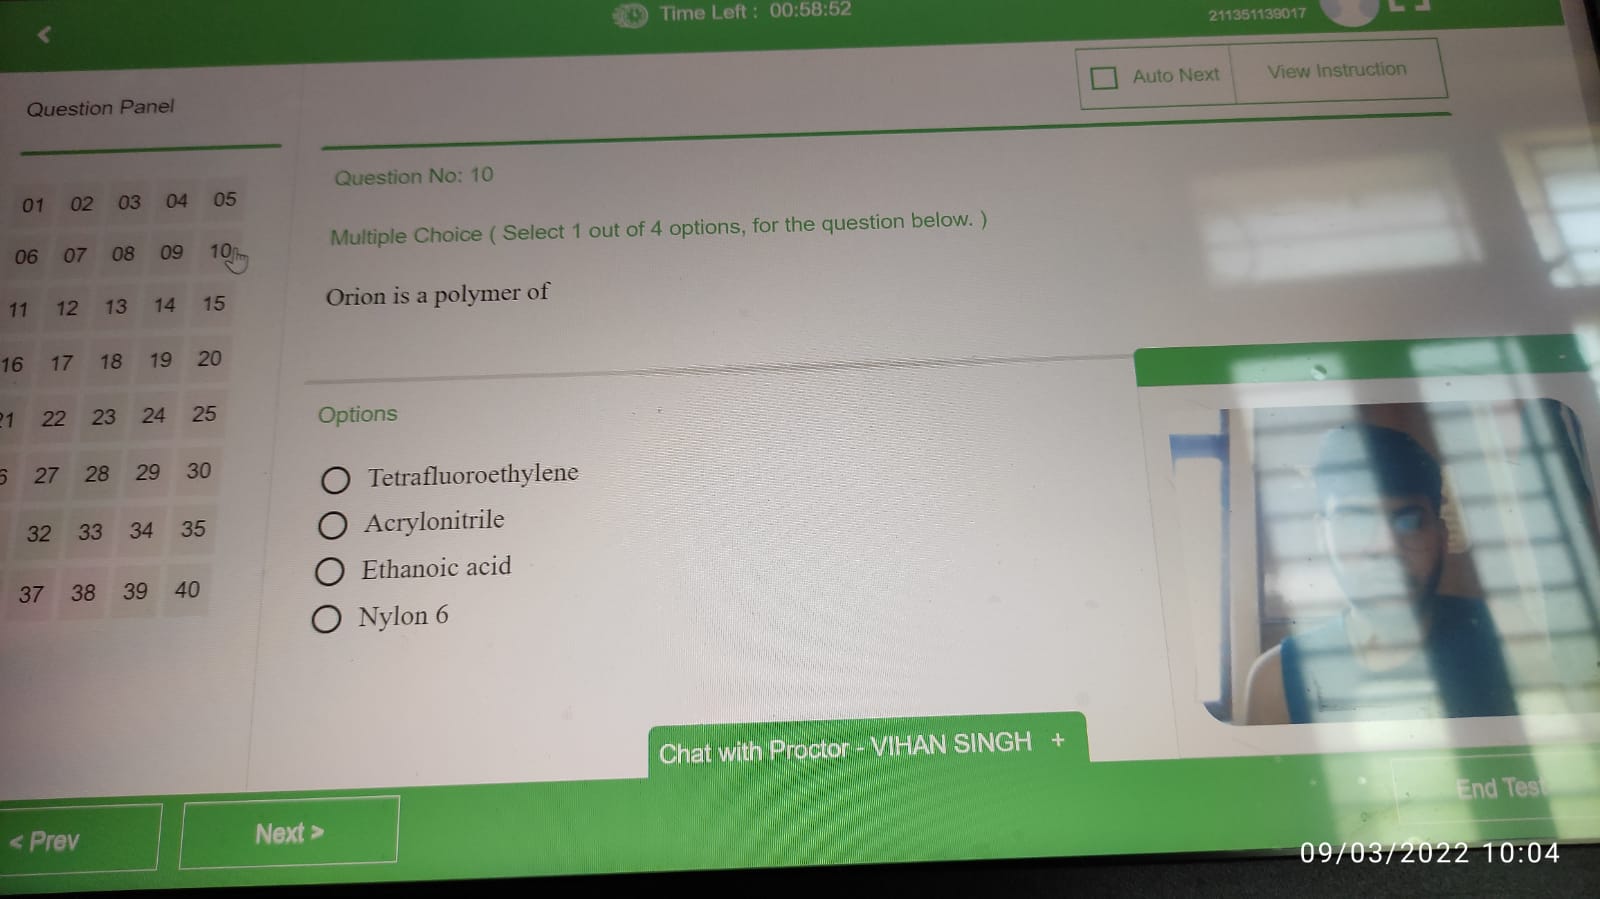 Time Left : 00:58:52
211351139017
Auto Next
View Instruction
Question Panel
Question No: 10
Multiple Choice ( Select 1 out of 4 options, for the question below. )
Orion is a polymer of
01 02 03 04 05
06 07 08 09 10
11 12 13 14 15
16 17 18 19 20
21 22 23 24 25
27 28 29 30
32 33 34 35
37 38 39 40
Options
Tetrafluoroethylene
Acrylonitrile
Ethanoic acid
Nylon 6
Chat with Proctor - VIHAN SINGH +
End Test
< Prev
Next >
09/03/2022 10:04